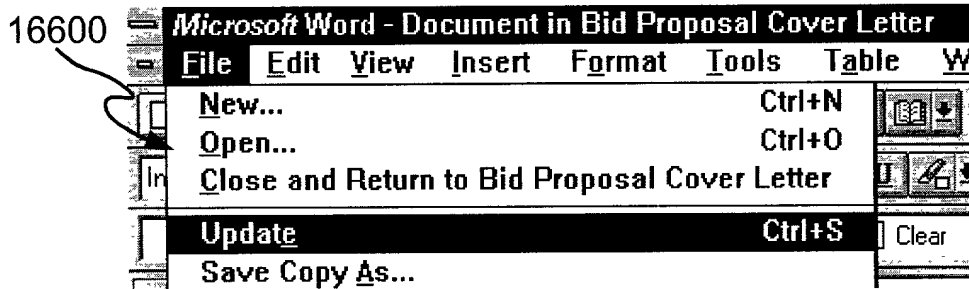 16600
Microsoft Word - Document in Bid Proposal Cover Letter
File Edit View Insert Format Tools Table W
New... Ctrl+N
Open... Ctrl+O
In
Close and Return to Bid Proposal Cover Letter
U
Update Ctrl+S
Clear
Save Copy As...